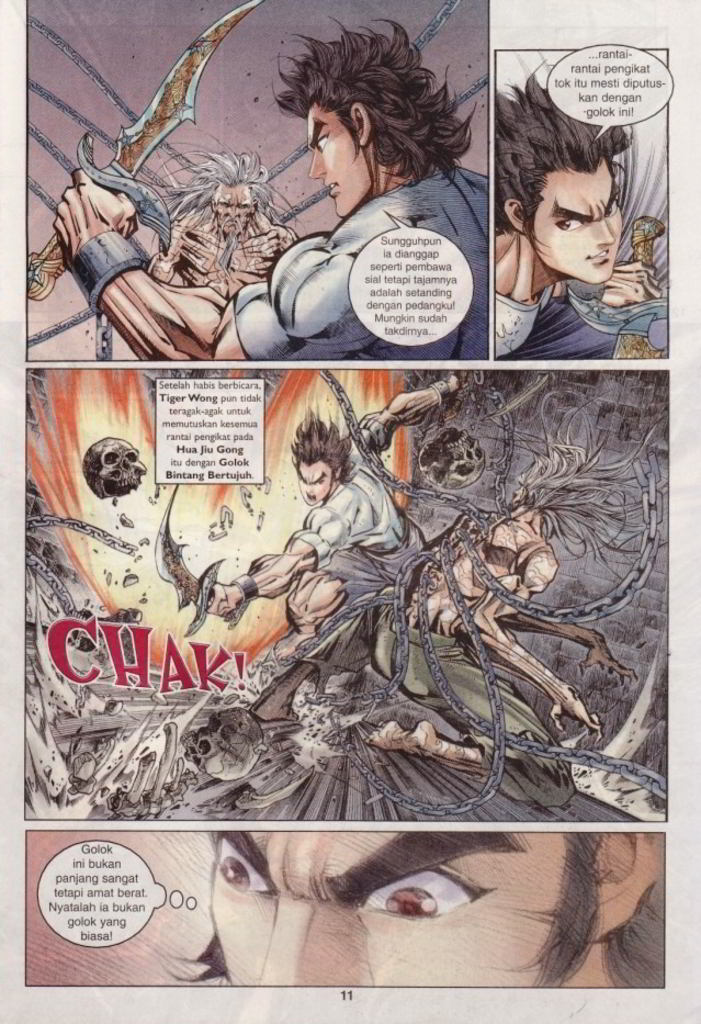 Sungguhpun
ia dianggap
seperti pembawa
sial tetapi tajamnya
adalah setanding
dengan pedangku!
Mungkin sudah
takdirnya...
...rantai-
rantai pengikat
tok itu mesti diputus-
kan dengan
golok ini!
Setelah habis berbicara,
Tiger Wong pun tidak
teragak-agak untuk
memutuskan kesemua
rantai pengikat pada
Hua Jiu Gong
itu dengan Golok
Bintang Bertujuh.
CHAK!
Golok
ini bukan
panjang sangat
tetapi amat berat.
Nyatalah ia bukan
golok yang
biasa!
11